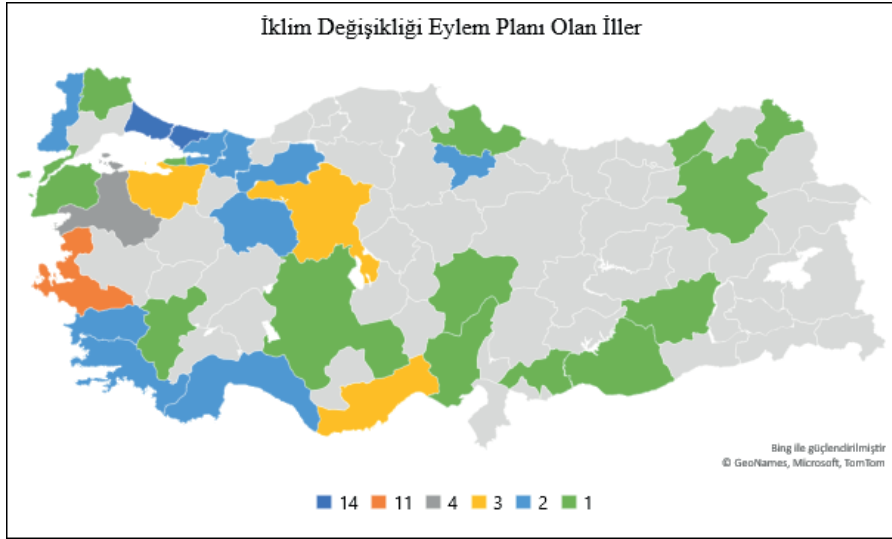 İklim Değişikliği Eylem Planı Olan İller
Bing ile güçlendirilmiştir
© GeoNames, Microsoft, TomTom
14 11 4 3 2 1